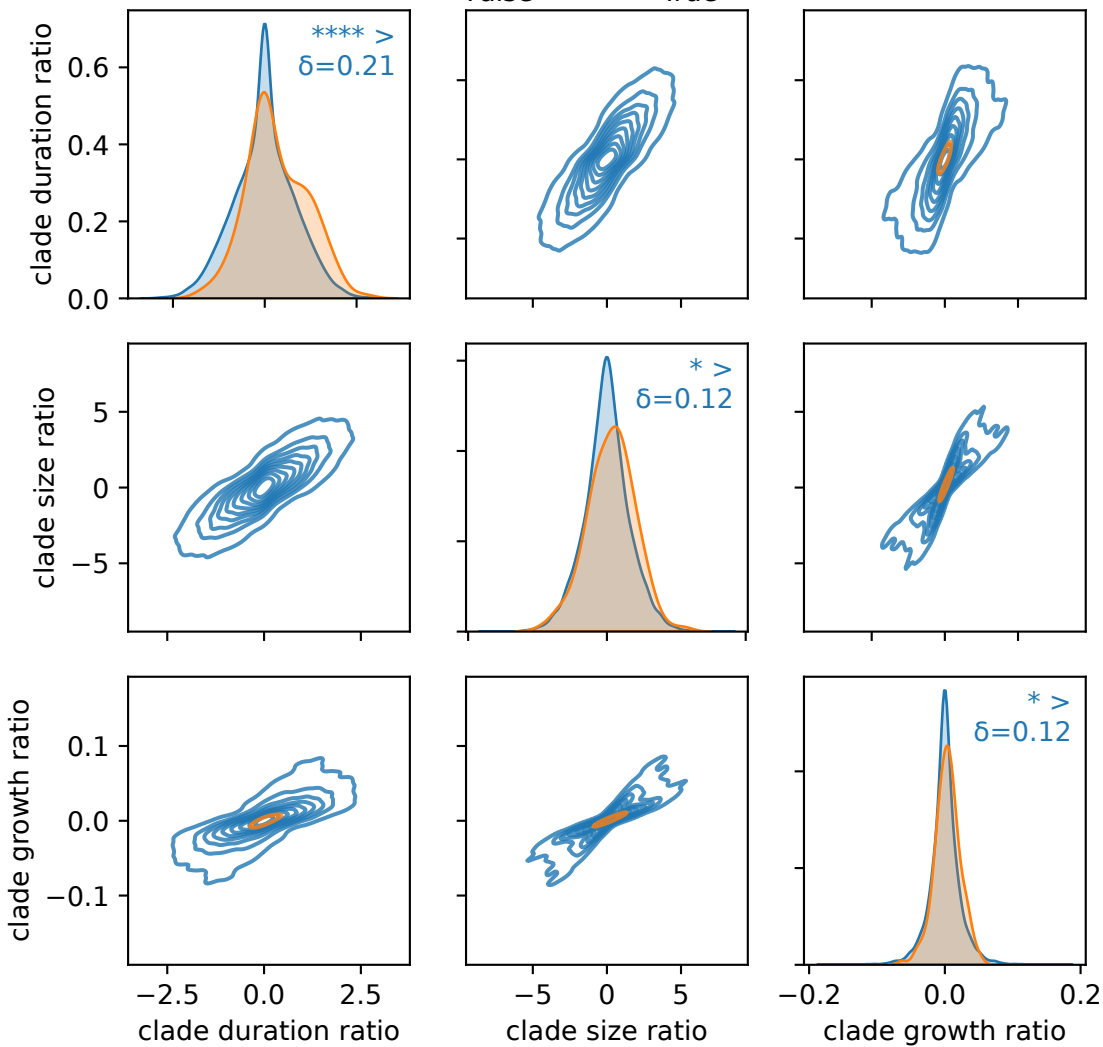 clade duration ratio
0.6
0.4
0.2
0.0
**** >
δ=0.21
clade size ratio
5
0
−5
* >
δ=0.12
clade growth ratio
0.1
0.0
−0.1
* >
δ=0.12
−2.5 0.0 2.5
−5 0 5
−0.2 0.0 0.2
clade duration ratio
clade size ratio
clade growth ratio